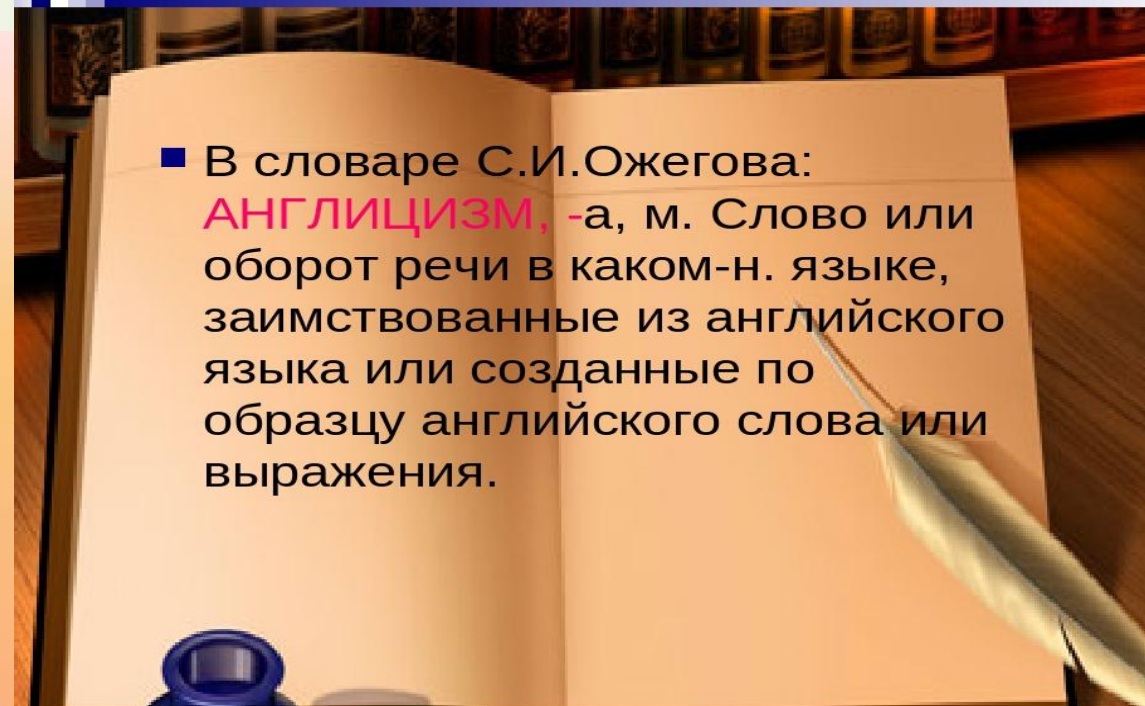 В словаре С.И.Ожегова:
АНГЛИЦИЗМ, -а, м. Слово или
оборот речи в каком-н. языке,
заимствованные из английского
языка или созданные по
образцу английского слова или
выражения.